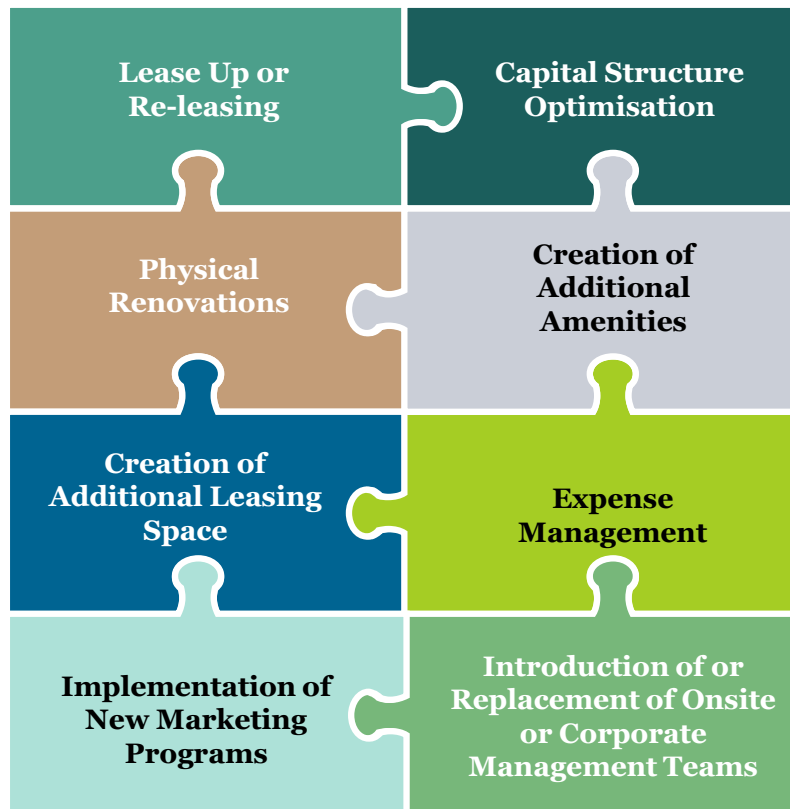 Lease Up or
Re-leasing
Capital Structure
Optimisation
Physical
Renovations
Creation of
Additional
Amenities
Creation of
Additional Leasing
Space
Expense
Management
Implementation of
New Marketing
Programs
Introduction of or
Replacement of Onsite
or Corporate
Management Teams